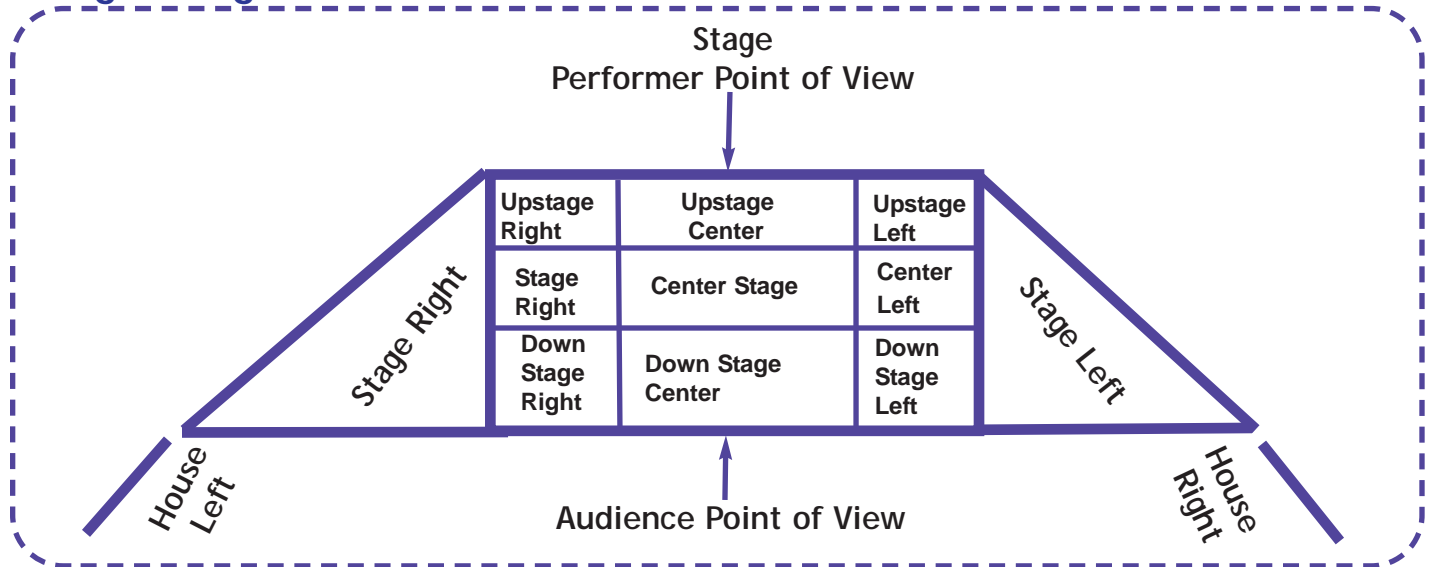 Stage
Performer Point of View
Upstage
Right
Upstage
Center
Upstage
Left
Stage
Right
Center Stage
Center
Left
Down
Stage
Right
Down Stage
Center
Down
Stage
Left
Stage Right
Stage Left
House
Left
House
Right
Audience Point of View